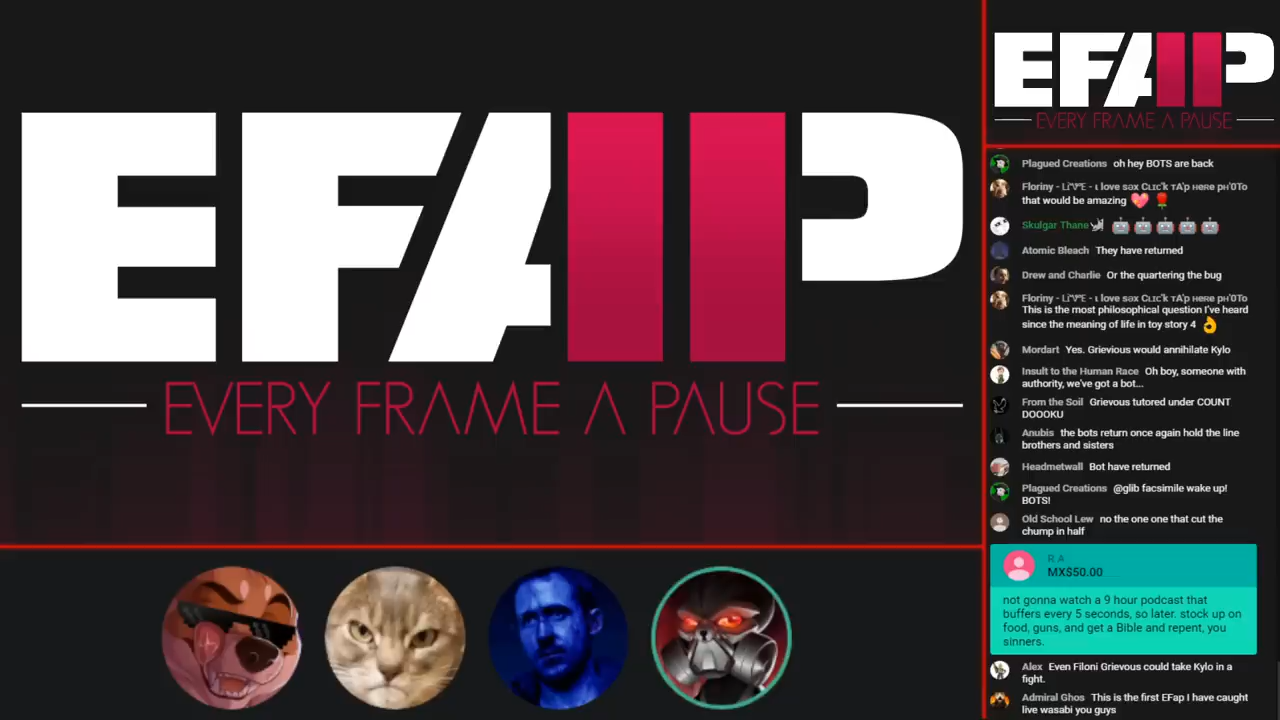 EFAP
EVERY FRAME A PAUSE
EFAP
EVERY FRAME A PAUSE
Plagued Creations oh hey BOTS are back
that would be amazing 💖 🌹
Skulgar Thane 🤖 🤖 🤖 🤖 🤖
Atomic Bleach They have returned
Drew and Charlie Or the quartering the bug
This is the most philosophical question I've heard
since the meaning of life in toy story 4 👌
Mordart Yes. Grievious would annihilate Kylo
Insult to the Human Race Oh boy, someone with
authority, we've got a bot...
From the Soil Grievous tutored under COUNT
DOOOKU
Anubis the bots return once again hold the line
brothers and sisters
Headmetwall Bot have returned
Plagued Creations @glib facsimile wake up!
BOTS!
Old School Lew no the one one that cut the
chump in half
R A
MX$50.00
not gonna watch a 9 hour podcast that
buffers every 5 seconds, so later. stock up on
food, guns, and get a Bible and repent, you
sinners.
Alex Even Filoni Grievous could take Kylo in a
fight.
Admiral Ghos This is the first EFap I have caught
live wasabi you guys